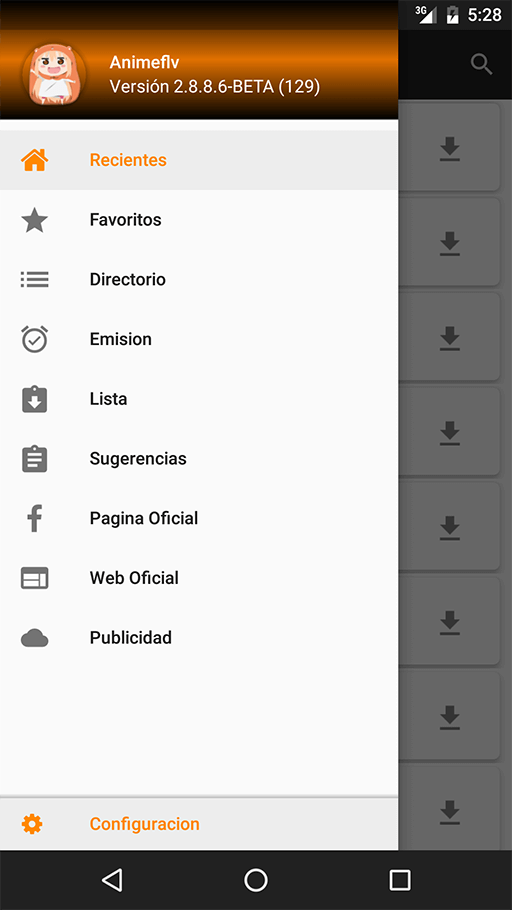 3G 5:28
Animeflv
Versión 2.8.8.6-BETA (129)
Recientes
Favoritos
Directorio
Emision
Lista
Sugerencias
Pagina Oficial
Web Oficial
Publicidad
Configuracion